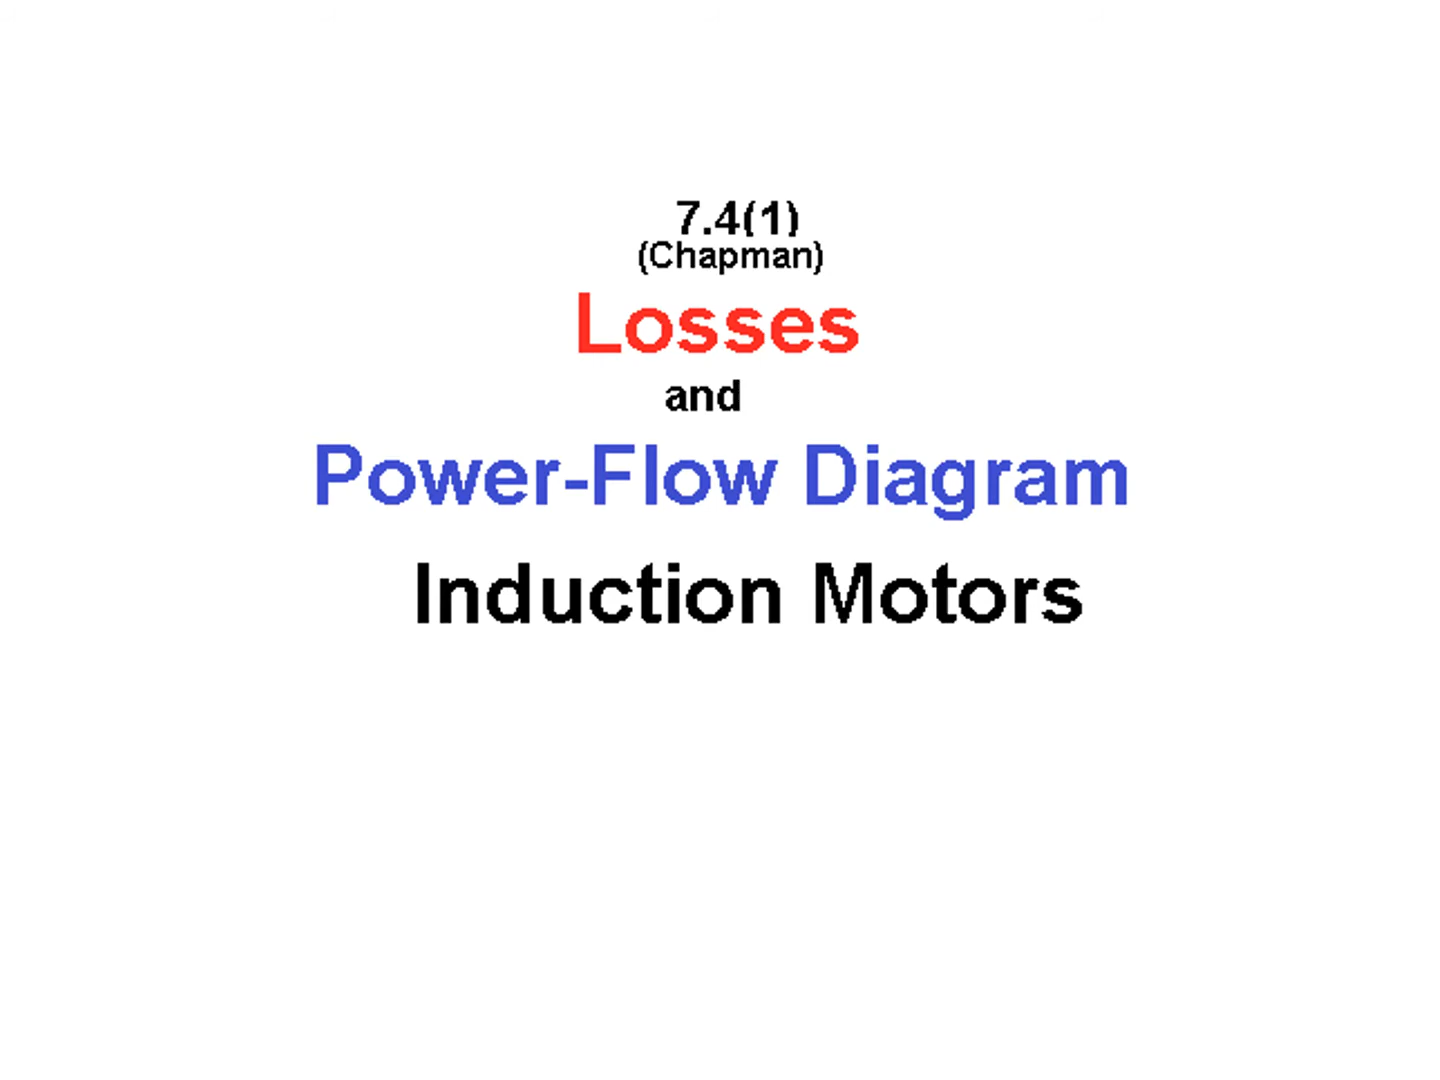 7.4(1)
(Chapman)
Losses
and
Power-Flow Diagram
Induction Motors